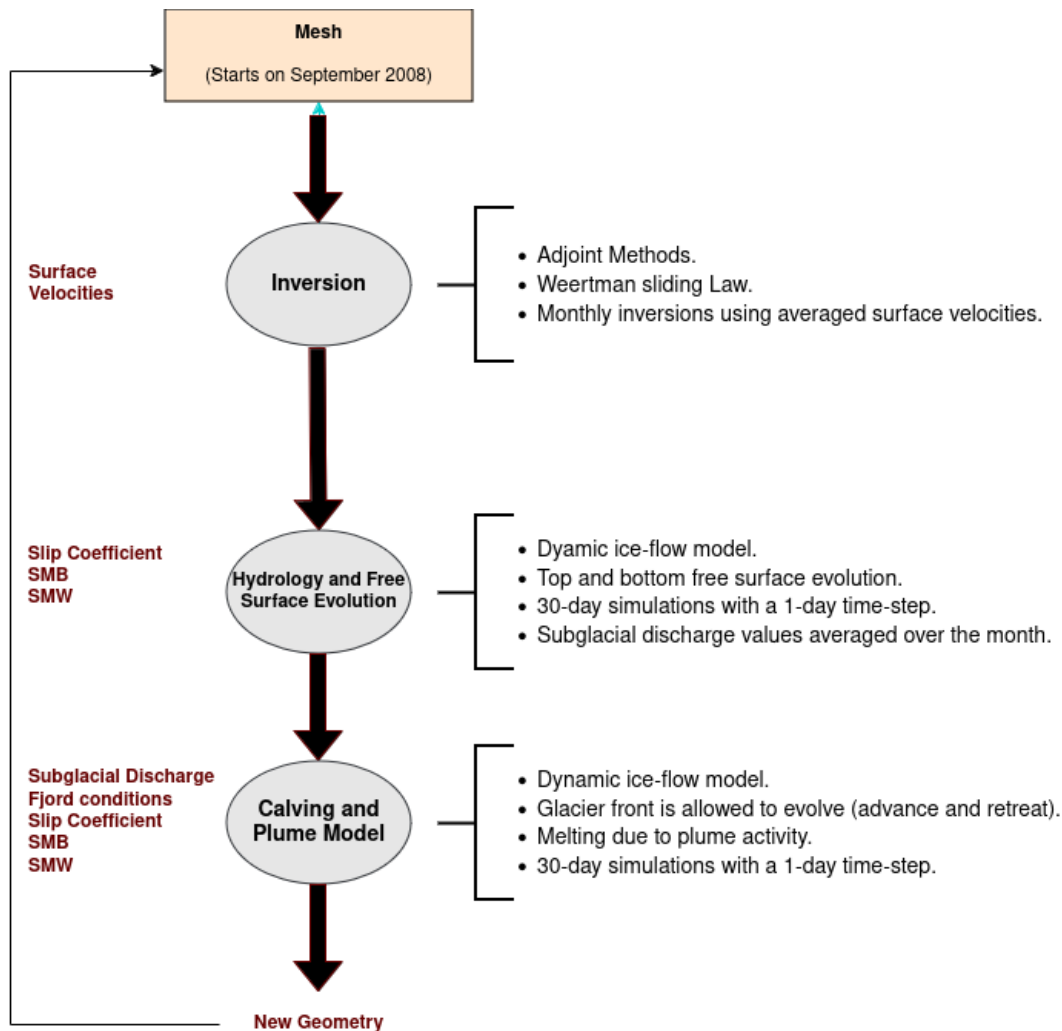 Mesh
(Starts on September 2008)
Surface
Velocities
Inversion
• Adjoint Methods.
• Weertman sliding Law.
• Monthly inversions using averaged surface velocities.
Slip Coefficient
SMB
SMW
Hydrology and Free
Surface Evolution
• Dyamic ice-flow model.
• Top and bottom free surface evolution.
• 30-day simulations with a 1-day time-step.
• Subglacial discharge values averaged over the month.
Subglacial Discharge
Fjord conditions
Slip Coefficient
SMB
SMW
Calving and
Plume Model
• Dynamic ice-flow model.
• Glacier front is allowed to evolve (advance and retreat).
• Melting due to plume activity.
• 30-day simulations with a 1-day time-step.
New Geometry